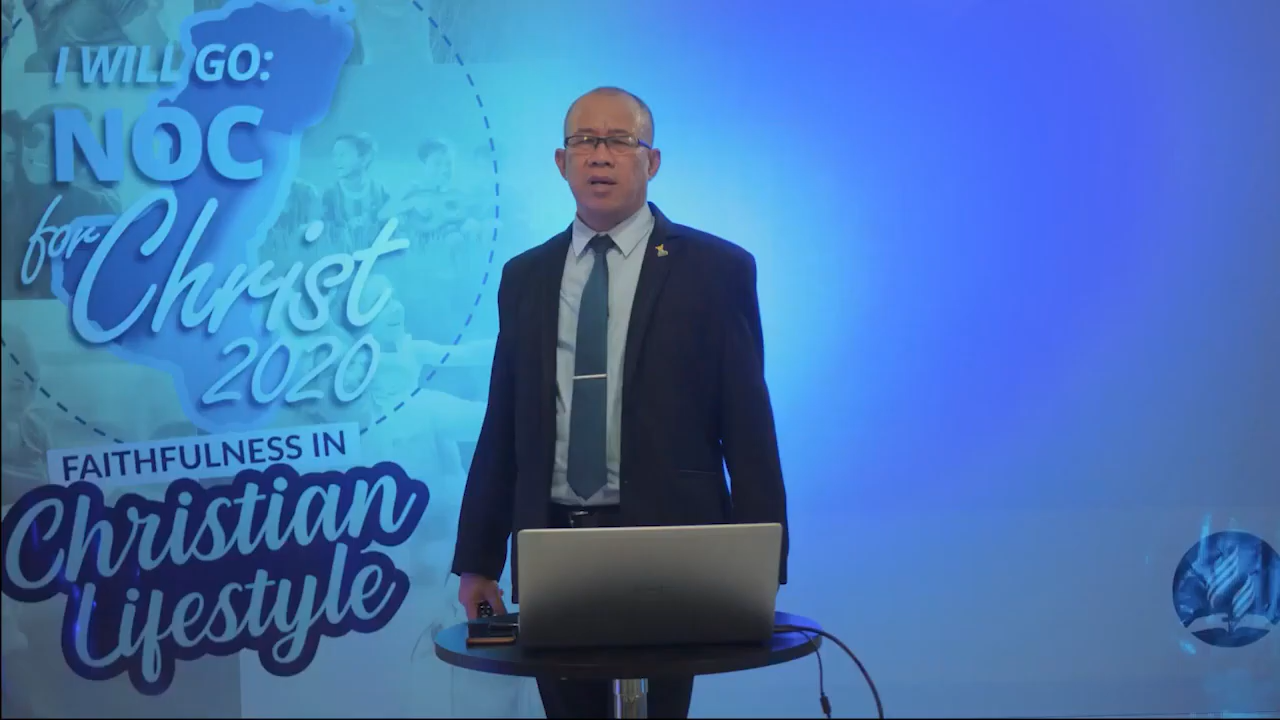 I WILL GO:
NOC
for Christ
2020
FAITHFULNESS IN
Christian
Lifestyle